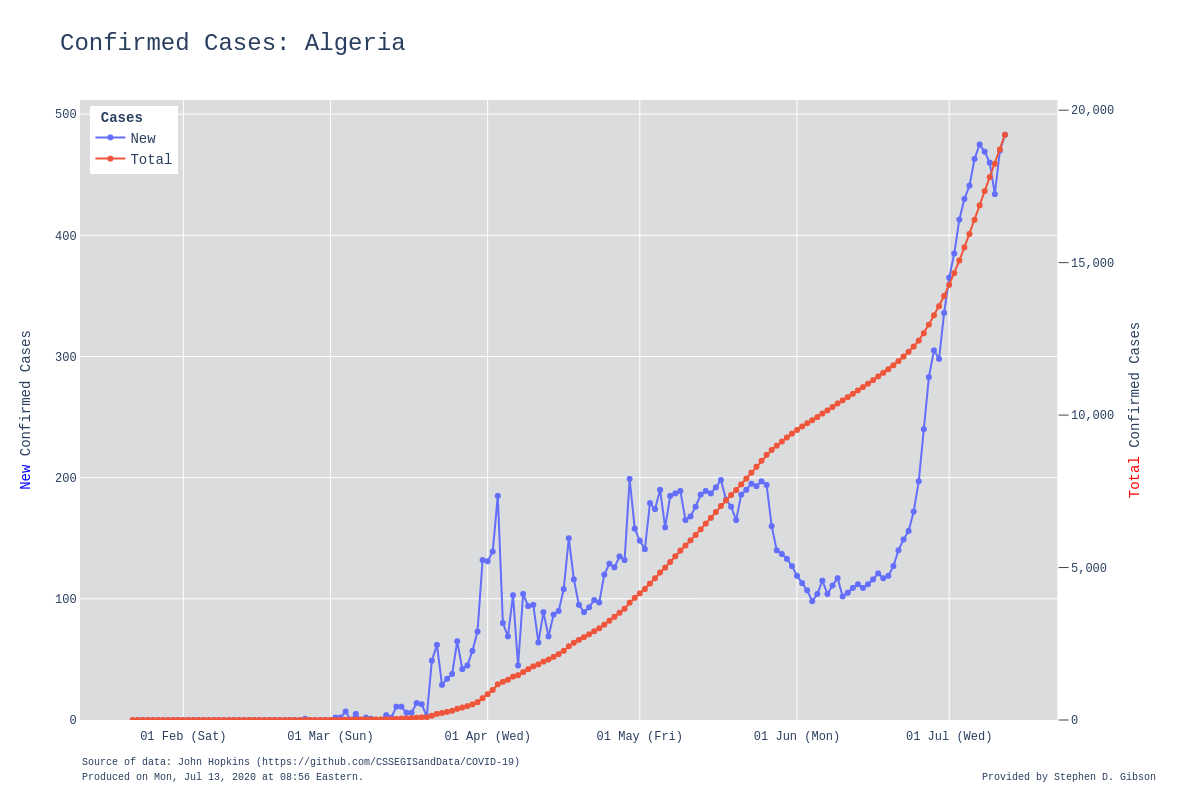 Confirmed Cases: Algeria
Cases
New
Total
500
400
300
200
100
0
20,000
15,000
10,000
5,000
0
New Confirmed Cases
Total Confirmed Cases
01 Feb (Sat)
01 Mar (Sun)
01 Apr (Wed)
01 May (Fri)
01 Jun (Mon)
01 Jul (Wed)
Source of data: John Hopkins (https://github.com/CSSEGISandData/COVID-19)
Produced on Mon, Jul 13, 2020 at 08:56 Eastern.
Provided by Stephen D. Gibson